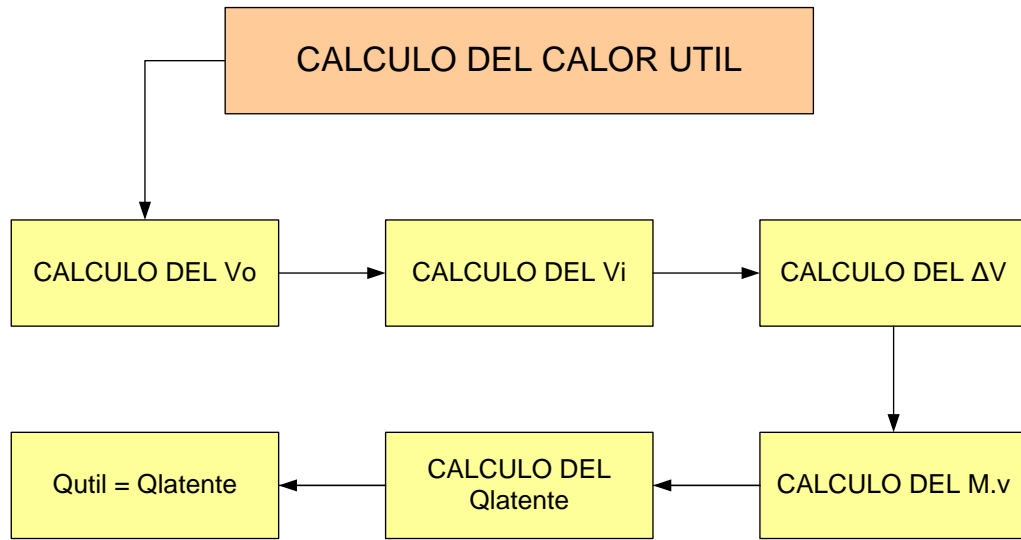 CALCULO DEL CALOR UTIL
CALCULO DEL Vo
CALCULO DEL Vi
CALCULO DEL ΔV
CALCULO DEL M.v
CALCULO DEL
Qlatente
Qutil = Qlatente